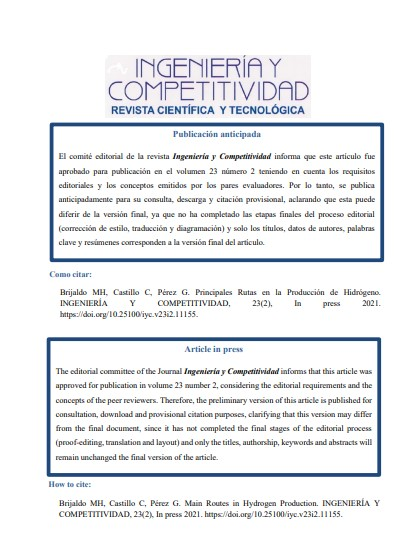 INGENIERÍA Y
COMPETITIVIDAD
REVISTA CIENTÍFICA Y TECNOLÓGICA
Publicación anticipada
El comité editorial de la revista Ingeniería y Competitividad informa que este artículo fue
aprobado para publicación en el volumen 23 número 2 teniendo en cuenta los requisitos
editoriales y los conceptos emitidos por los pares evaluadores. Por lo tanto, se publica
anticipadamente para su consulta, descarga y citación provisional, aclarando que esta puede
diferir de la versión final, ya que no ha completado las etapas finales del proceso editorial
(corrección de estilo, traducción y diagramación) y solo los títulos, datos de autores, palabras
clave y resúmenes corresponden a la versión final del artículo.
Como citar:
Brijaldo MH, Castillo C, Pérez G. Principales Rutas en la Producción de Hidrógeno.
INGENIERÍA Y COMPETITIVIDAD, 23(2), In press 2021.
https://doi.org/10.25100/iyc.v23i2.11155.
Article in press
The editorial committee of the Journal Ingeniería y Competitividad informs that this article was
approved for publication in volume 23 number 2, considering the editorial requirements and the
concepts of the peer reviewers. Therefore, the preliminary version of this article is published for
consultation, download and provisional citation purposes, clarifying that this version may differ
from the final document, since it has not completed the final stages of the editorial process
(proof-editing, translation and layout) and only the titles, authorship, keywords and abstracts will
remain unchanged the final version of the article.
How to cite:
Brijaldo MH, Castillo C, Pérez G. Main Routes in Hydrogen Production. INGENIERÍA Y
COMPETITIVIDAD, 23(2), In press 2021. https://doi.org/10.25100/iyc.v23i2.11155.